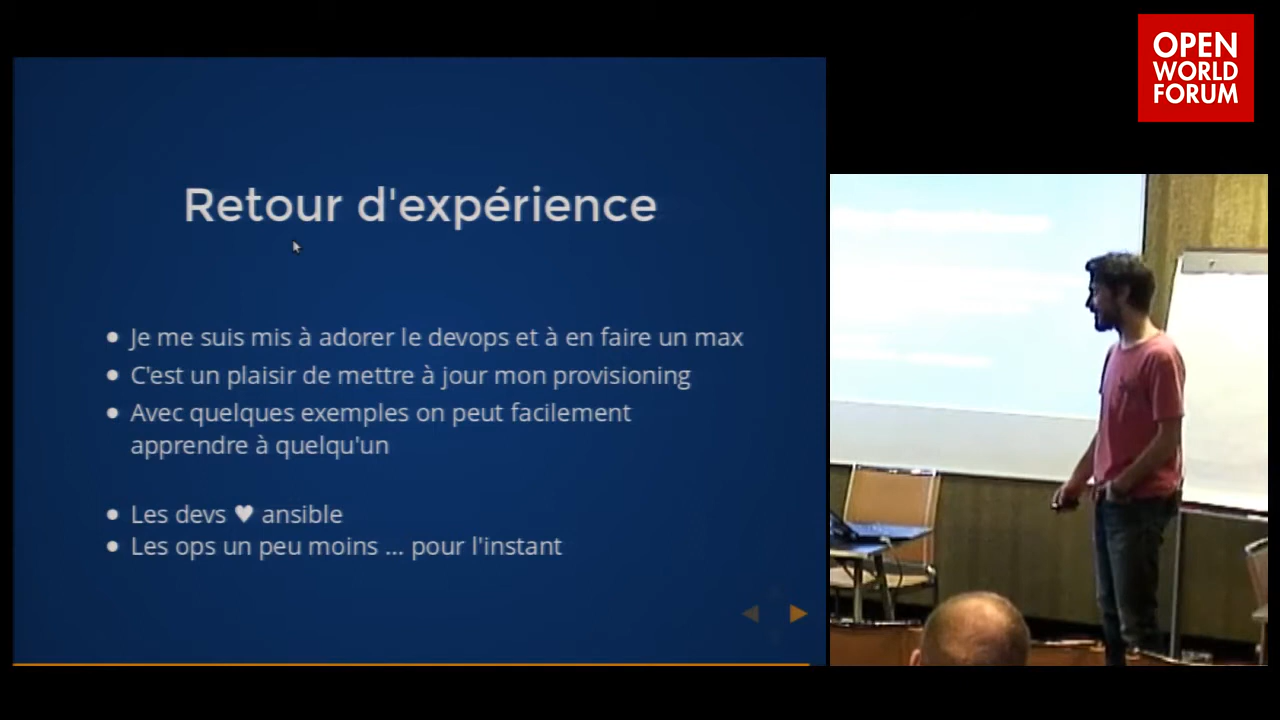 OPEN
WORLD
FORUM
Retour d'expérience
• Je me suis mis à adorer le devops et à en faire un max
• C'est un plaisir de mettre à jour mon provisioning
• Avec quelques exemples on peut facilement
apprendre à quelqu'un
• Les devs ♥ ansible
• Les ops un peu moins ... pour l'instant